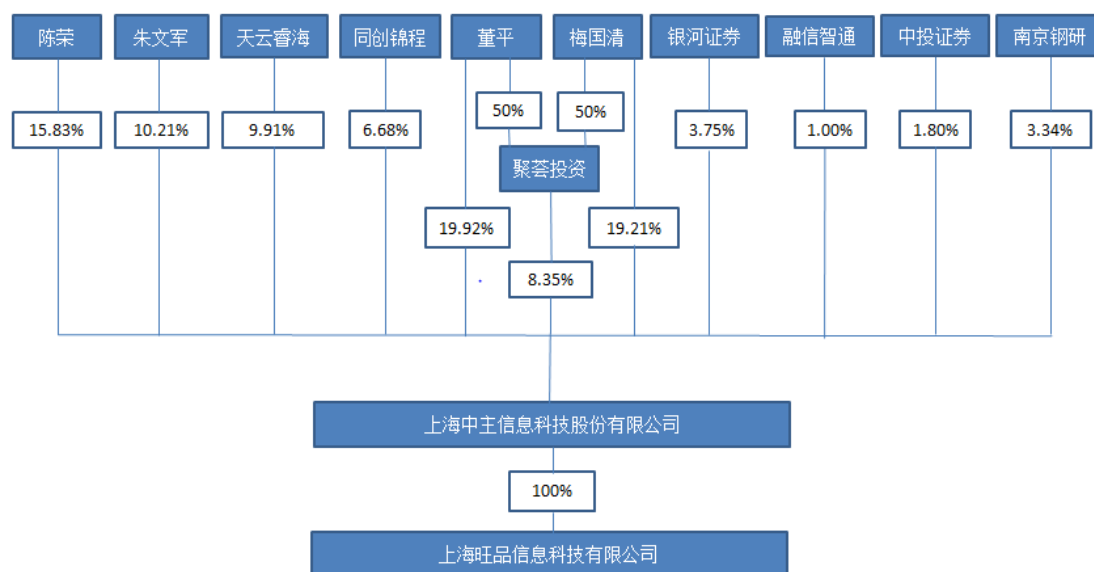 陈荣
朱文军
天云睿海
同创锦程
董平
梅国清
银河证券
融信智通
中投证券
南京钢研
15.83%
10.21%
9.91%
6.68%
50%
50%
3.75%
1.00%
1.80%
3.34%
聚荟投资
19.92%
19.21%
8.35%
上海中主信息科技股份有限公司
100%
上海旺品信息科技有限公司